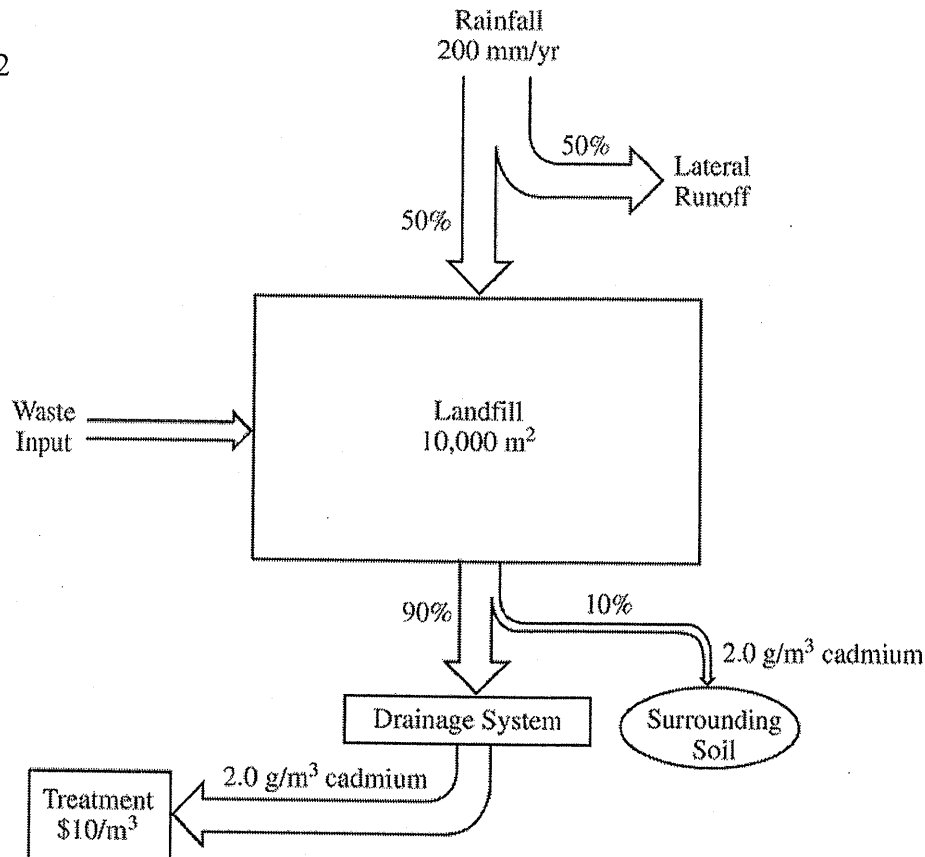 2
Rainfall
200 mm/yr
50%
Lateral
Runoff
50%
Waste
Input
Landfill
10,000 m²
90%
10%
2.0 g/m³ cadmium
Drainage System
Surrounding
Soil
2.0 g/m³ cadmium
Treatment
$10/m³